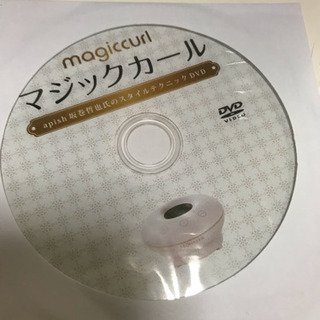 magiccurl
マジックカール
apish 坂巻哲也氏のスタイルテクニックDVD
DVD
VIDEO